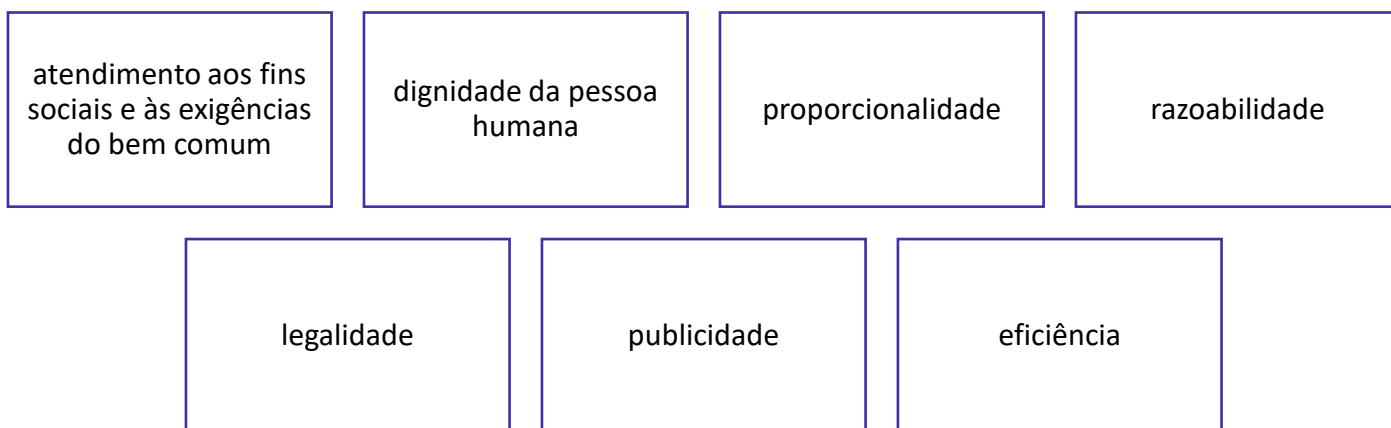 atendimento aos fins
sociais e às exigências
do bem comum
dignidade da pessoa
humana
proporcionalidade
razoabilidade
legalidade
publicidade
eficiência